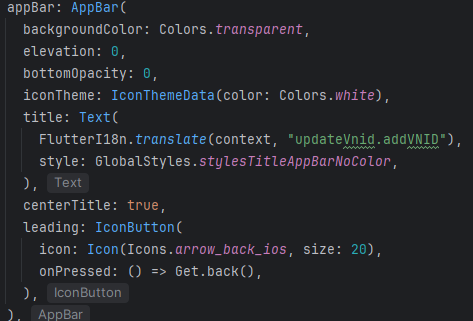 appBar: AppBar(
  backgroundColor: Colors.transparent,
  elevation: 0,
  bottomOpacity: 0,
  iconTheme: IconThemeData(color: Colors.white),
  title: Text(
    FlutterI18n.translate(context, "updateVnid.addVNID"),
    style: GlobalStyles.stylesTitleAppBarNoColor,
  ), Text
  centerTitle: true,
  leading: IconButton(
    icon: Icon(Icons.arrow_back_ios, size: 20),
    onPressed: () => Get.back(),
  ), IconButton
), AppBar